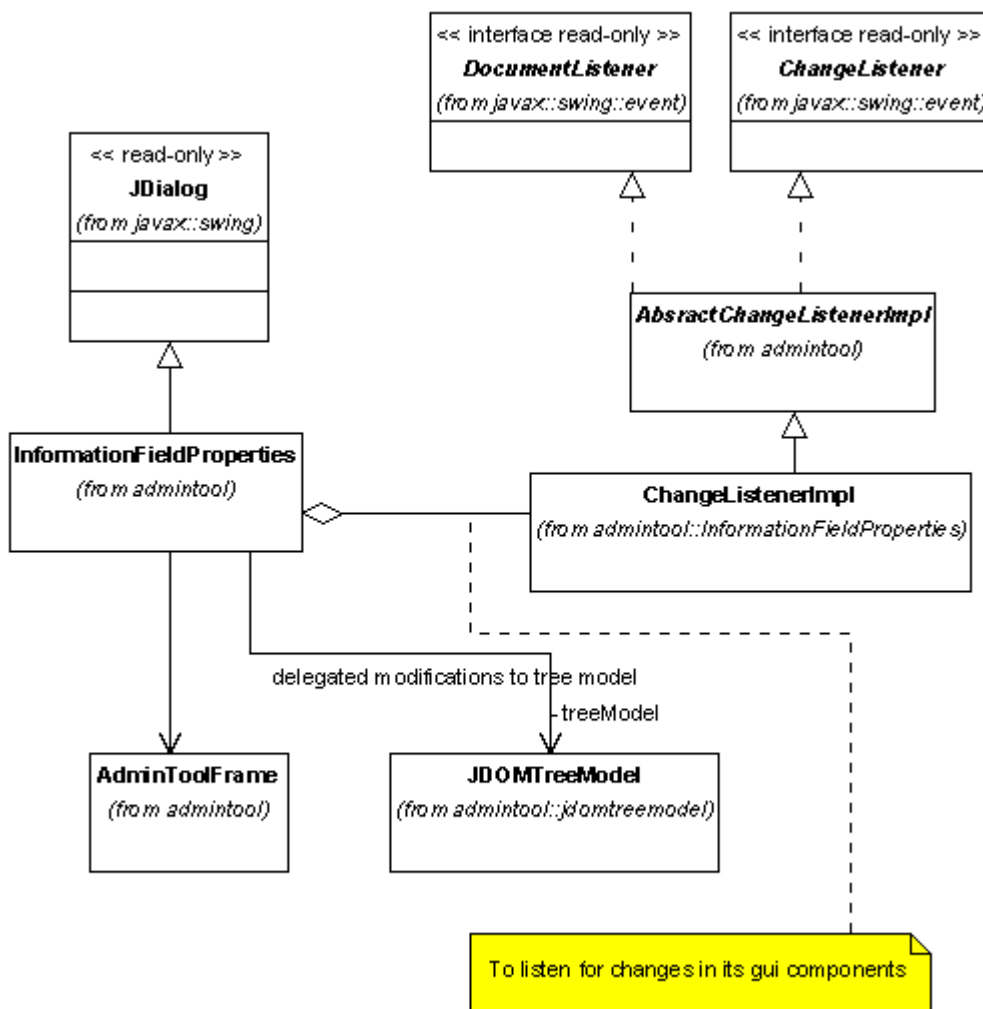 << interface read-only >>
DocumentListener
(from javax::swing::event)
<< interface read-only >>
ChangeListener
(from javax::swing::event)
<< read-only >>
JDialog
(from javax::swing)
AbsractChangeListenerImpl
(from admintool)
InformationFieldProperties
(from admintool)
ChangeListenerImpl
(from admintool::InformationFieldProperties)
delegated modifications to tree model
-treeModel
AdminToolFrame
(from admintool)
JDOMTreeModel
(from admintool::jdomtreemodel)
To listen for changes in its gui components